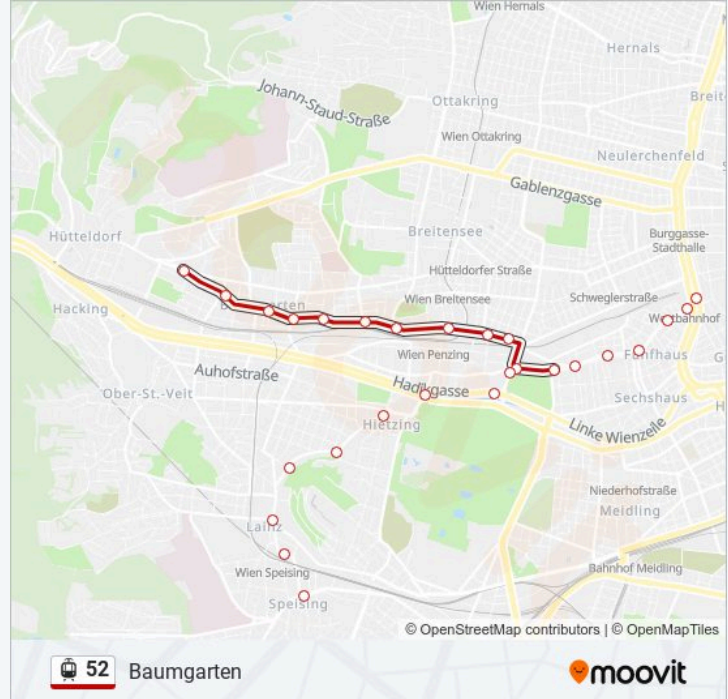 Wien Hernals
Hernals
Johann-Staud-Straße
Ottakring
Breit
Wien Ottakring
Neulerchenfeld
Gablenzgasse
Hütteldorf
Breitensee
Burggasse-
Stadthalle
Hütteldorfer Straße
Hacking
Wien Breitensee
Schweglerstraße
Westbahnhof
Wien Penzing
Fünfhaus
Auhofstraße
Hadikgasse
Ober-St.-Veit
Sechshaus
Hietzing
Linke Wienzeile
Niederhofstraße
Meidling
Lainz
Wien Speising
Bahnhof Meidling
Speising
© OpenStreetMap contributors | © OpenMapTiles
52 Baumgarten
moovit